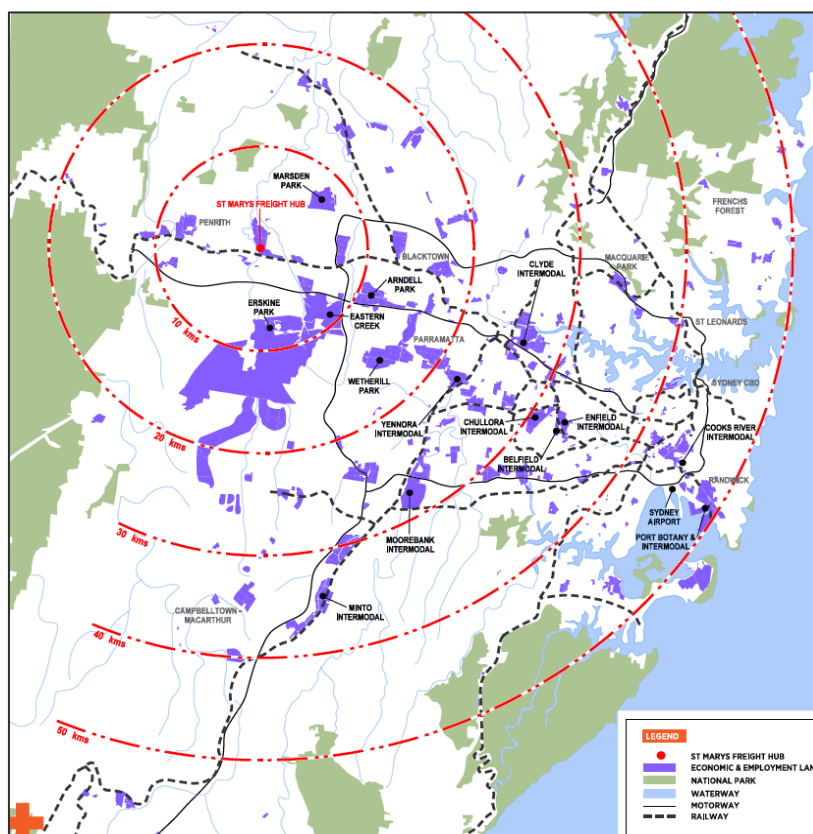 MARSDEN
PARK
ST MARYS FREIGHT HUB
PENRITH
FRENCHS
FOREST
BLACKTOWN
CLYDE
INTERMODAL
MACQUARIE
PARK
ARNDELL
PARK
ERSKINE
PARK
EASTERN
CREEK
10 kms
ST LEONARDS
PARRAMATTA
WETHERILL
PARK
SYDNEY CBD
YENNORA
INTERMODAL
CHULLORA
INTERMODAL
ENFIELD
INTERMODAL
COOKS RIVER
INTERMODAL
20 kms
BELFIELD
INTERMODAL
RANDWICK
SYDNEY
AIRPORT
30 kms
MOOREBANK
INTERMODAL
PORT BOTANY &
INTERMODAL
CAMPBELLTOWN -
MACARTHUR
MINTO
INTERMODAL
40 kms
50 kms
LEGEND
ST MARYS FREIGHT HUB
ECONOMIC & EMPLOYMENT LAN
NATIONAL PARK
WATERWAY
MOTORWAY
RAILWAY